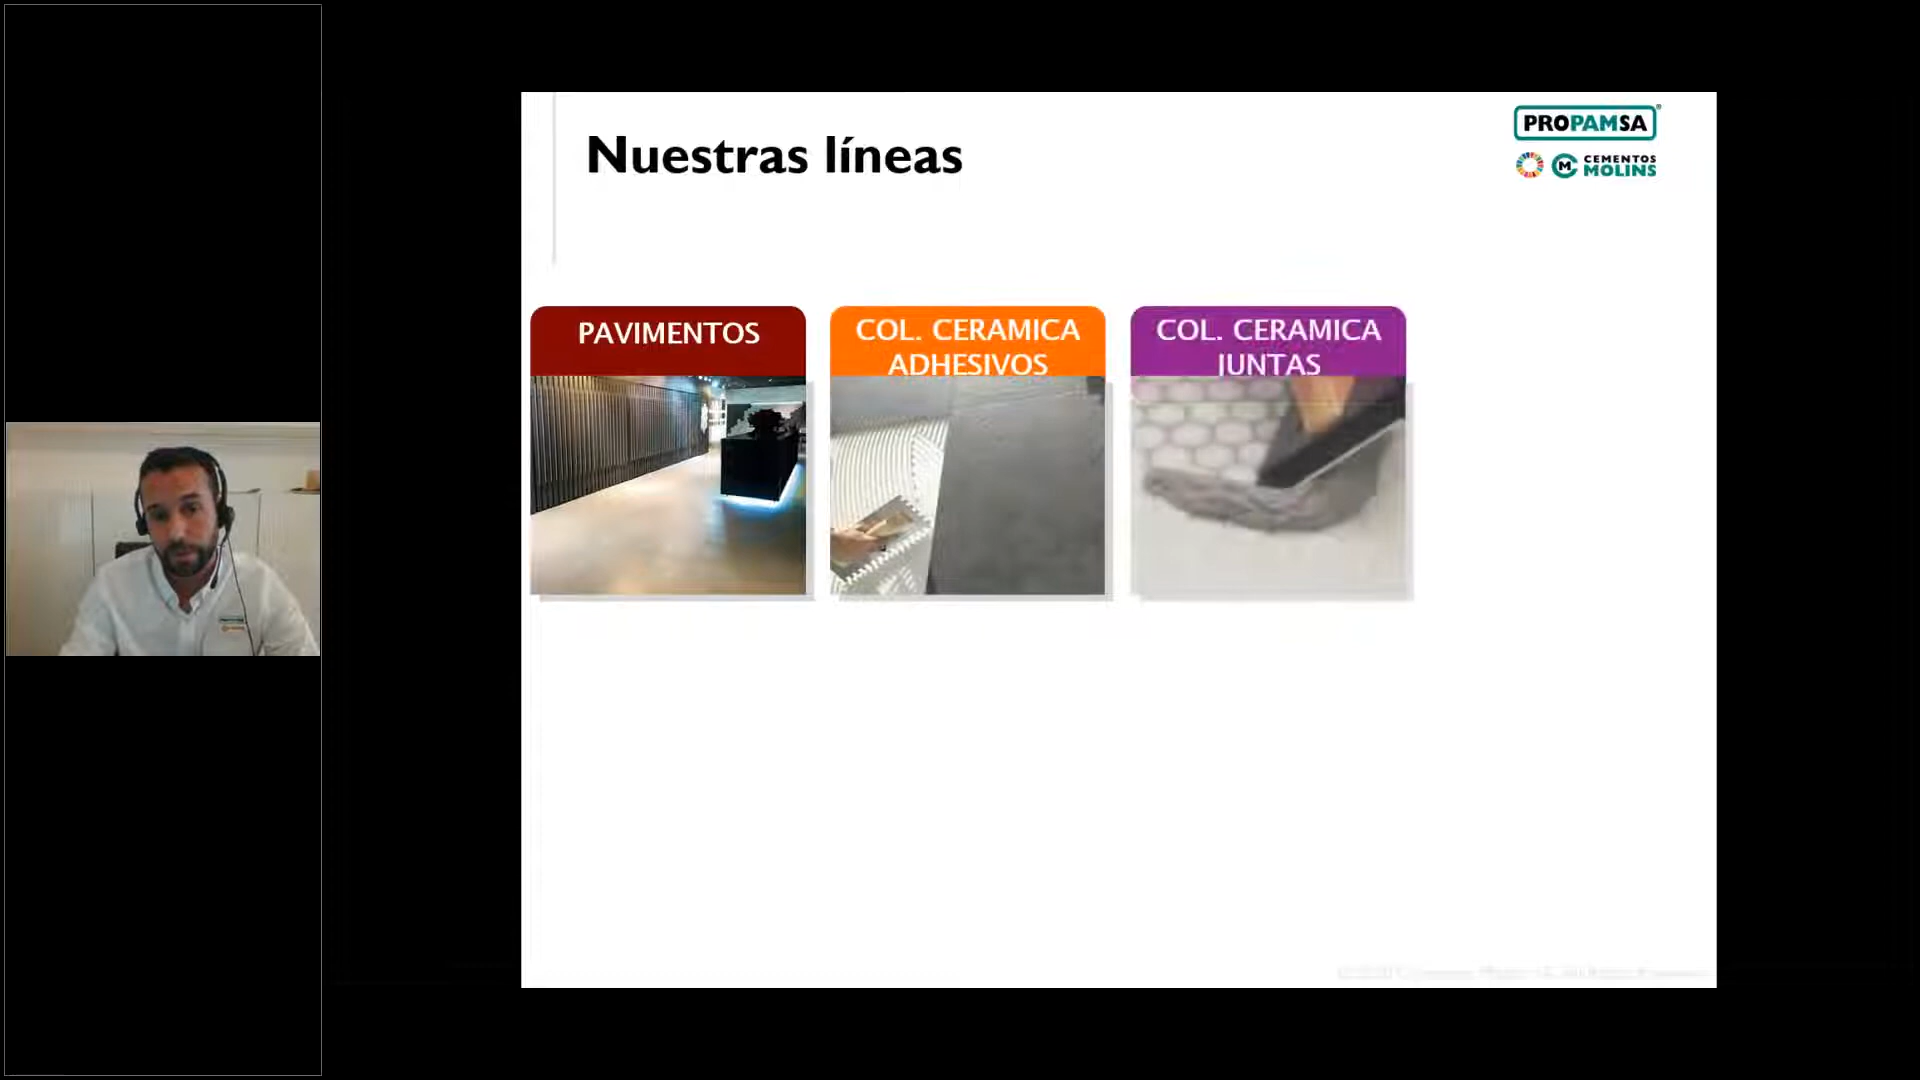 Nuestras líneas
PROPAMSA
CEMENTOS
MOLINS
PAVIMENTOS
COL. CERAMICA
ADHESIVOS
COL. CERAMICA
JUNTAS